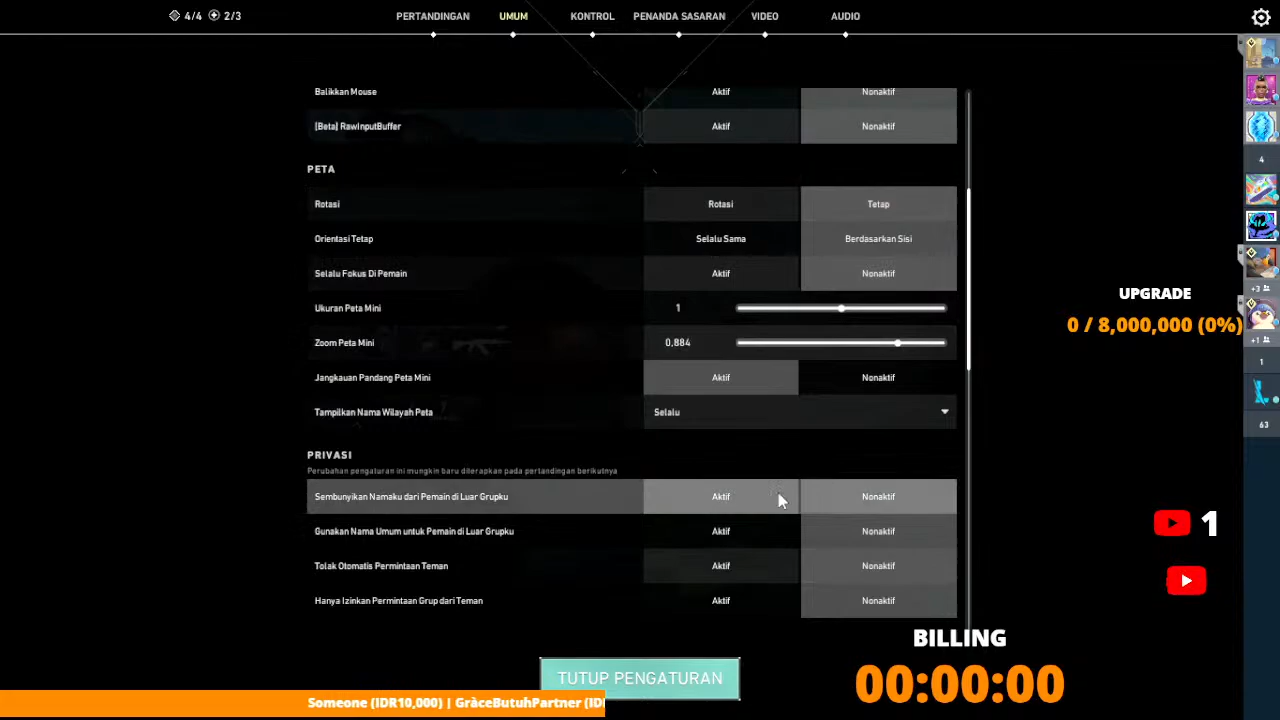 4/4 2/3
PERTANDINGAN UMUM KONTROL PENANDA SASARAN VIDEO AUDIO
Balikkan Mouse Aktif Nonaktif
[Beta] RawInputBuffer Aktif Nonaktif
PETA
Rotasi Rotasi Tetap
Orientasi Tetap Selalu Sama Berdasarkan Sisi
Selalu Fokus Di Pemain Aktif Nonaktif
Ukuran Peta Mini 1
Zoom Peta Mini 0,884
Jangkauan Pandang Peta Mini Aktif Nonaktif
Tampilkan Nama Wilayah Peta Selalu
PRIVASI
Perubahan pengaturan ini mungkin baru diterapkan pada pertandingan berikutnya
Sembunyikan Namaku dari Pemain di Luar Grupku Aktif Nonaktif
Gunakan Nama Umum untuk Pemain di Luar Grupku Aktif Nonaktif
Tolak Otomatis Permintaan Teman Aktif Nonaktif
Hanya Izinkan Permintaan Grup dari Teman Aktif Nonaktif
TUTUP PENGATURAN
4
+3
+1
1
63
UPGRADE
0 / 8,000,000 (0%)
1
BILLING
00:00:00
Someone (IDR10,000) | GràceButuhPartner (ID